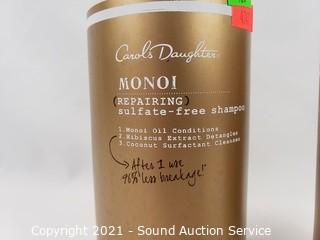 Carol's Daughter
MONOI
(REPAIRING)
sulfate-free shampoo
1.Monoi Oil Conditions
2.Hibiscus Extract Detangles
3.Coconut Surfactant Cleanses
After 1 use
96% less breakage!*
Copyright 2021 - Sound Auction Service